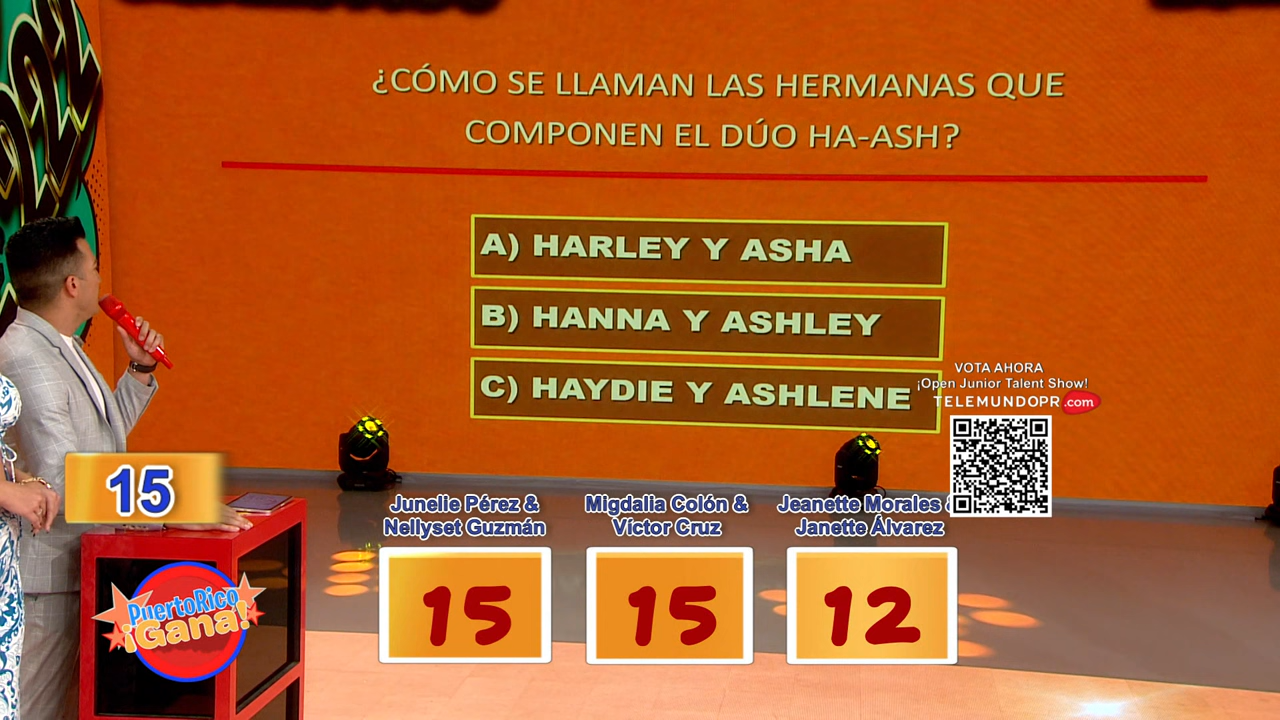 ¿CÓMO SE LLAMAN LAS HERMANAS QUE
COMPONEN EL DÚO HA-ASH?
A) HARLEY Y ASHA
B) HANNA Y ASHLEY
C) HAYDIE Y ASHLENE
VOTA AHORA
¡Open Junior Talent Show!
TELEMUNDOPR.com
15
Junelie Pérez &
Nellyset Guzmán
15
Migdalia Colón &
Víctor Cruz
15
Jeanette Morales &
Janette Álvarez
12
PuertoRico
¡Gana!